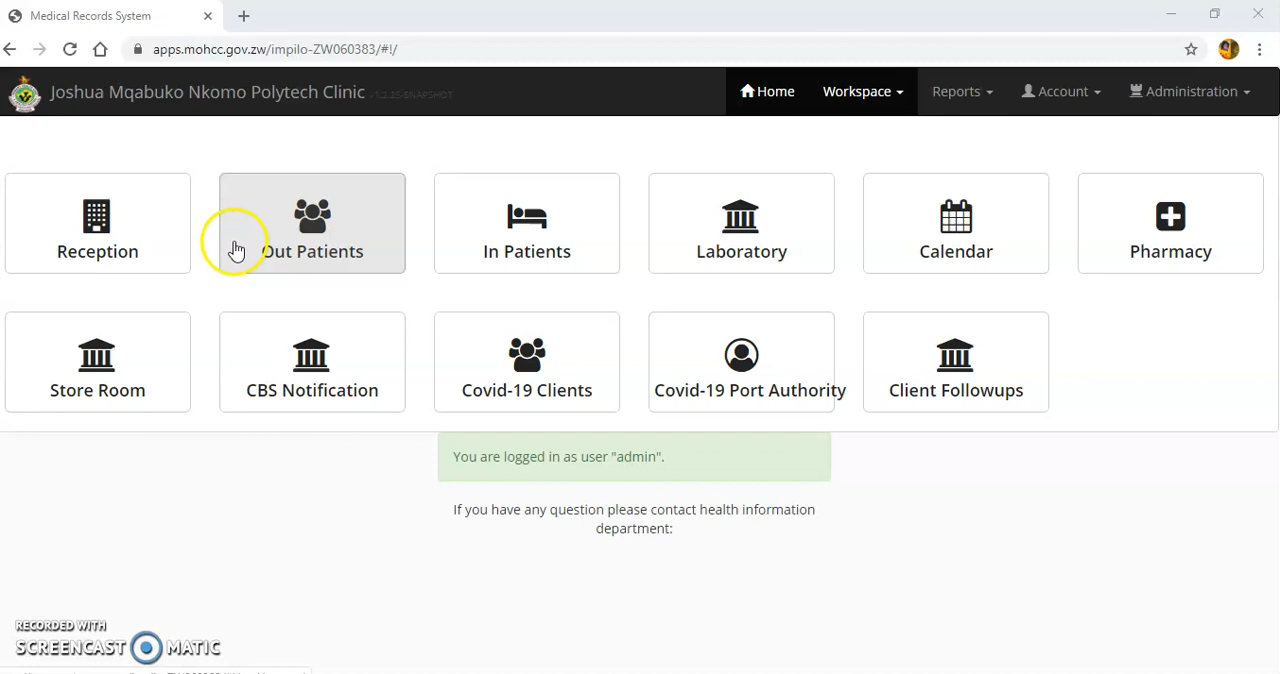 Medical Records System
apps.mohcc.gov.zw/impilo-ZW060383/#!/
Joshua Mqabuko Nkomo Polytech Clinic
Home Workspace Reports Account Administration
Reception Out Patients In Patients Laboratory Calendar Pharmacy
Store Room CBS Notification Covid-19 Clients Covid-19 Port Authority Client Followups
You are logged in as user "admin".
If you have any question please contact health information
department:
RECORDED WITH
SCREENCAST MATIC